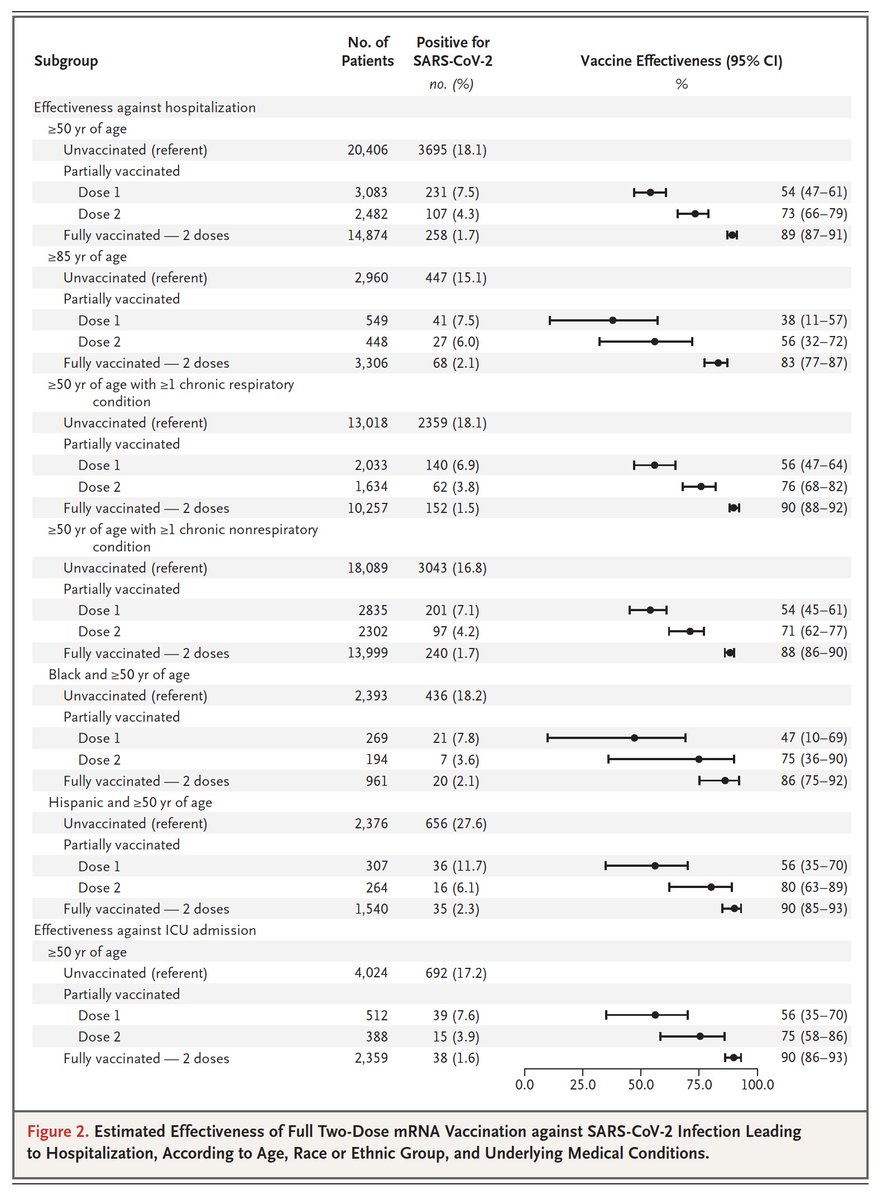 Subgroup No. of Patients Positive for SARS-CoV-2 Vaccine Effectiveness (95% CI)
no. (%) %
Effectiveness against hospitalization
≥50 yr of age
Unvaccinated (referent) 20,406 3695 (18.1)
Partially vaccinated
Dose 1 3,083 231 (7.5) 54 (47–61)
Dose 2 2,482 107 (4.3) 73 (66–79)
Fully vaccinated — 2 doses 14,874 258 (1.7) 89 (87–91)
≥85 yr of age
Unvaccinated (referent) 2,960 447 (15.1)
Partially vaccinated
Dose 1 549 41 (7.5) 38 (11–57)
Dose 2 448 27 (6.0) 56 (32–72)
Fully vaccinated — 2 doses 3,306 68 (2.1) 83 (77–87)
≥50 yr of age with ≥1 chronic respiratory
condition
Unvaccinated (referent) 13,018 2359 (18.1)
Partially vaccinated
Dose 1 2,033 140 (6.9) 56 (47–64)
Dose 2 1,634 62 (3.8) 76 (68–82)
Fully vaccinated — 2 doses 10,257 152 (1.5) 90 (88–92)
≥50 yr of age with ≥1 chronic nonrespiratory
condition
Unvaccinated (referent) 18,089 3043 (16.8)
Partially vaccinated
Dose 1 2835 201 (7.1) 54 (45–61)
Dose 2 2302 97 (4.2) 71 (62–77)
Fully vaccinated — 2 doses 13,999 240 (1.7) 88 (86–90)
Black and ≥50 yr of age
Unvaccinated (referent) 2,393 436 (18.2)
Partially vaccinated
Dose 1 269 21 (7.8) 47 (10–69)
Dose 2 194 7 (3.6) 75 (36–90)
Fully vaccinated — 2 doses 961 20 (2.1) 86 (75–92)
Hispanic and ≥50 yr of age
Unvaccinated (referent) 2,376 656 (27.6)
Partially vaccinated
Dose 1 307 36 (11.7) 56 (35–70)
Dose 2 264 16 (6.1) 80 (63–89)
Fully vaccinated — 2 doses 1,540 35 (2.3) 90 (85–93)
Effectiveness against ICU admission
≥50 yr of age
Unvaccinated (referent) 4,024 692 (17.2)
Partially vaccinated
Dose 1 512 39 (7.6) 56 (35–70)
Dose 2 388 15 (3.9) 75 (58–86)
Fully vaccinated — 2 doses 2,359 38 (1.6) 90 (86–93)
0.0 25.0 50.0 75.0 100.0
Figure 2. Estimated Effectiveness of Full Two-Dose mRNA Vaccination against SARS-CoV-2 Infection Leading
to Hospitalization, According to Age, Race or Ethnic Group, and Underlying Medical Conditions.